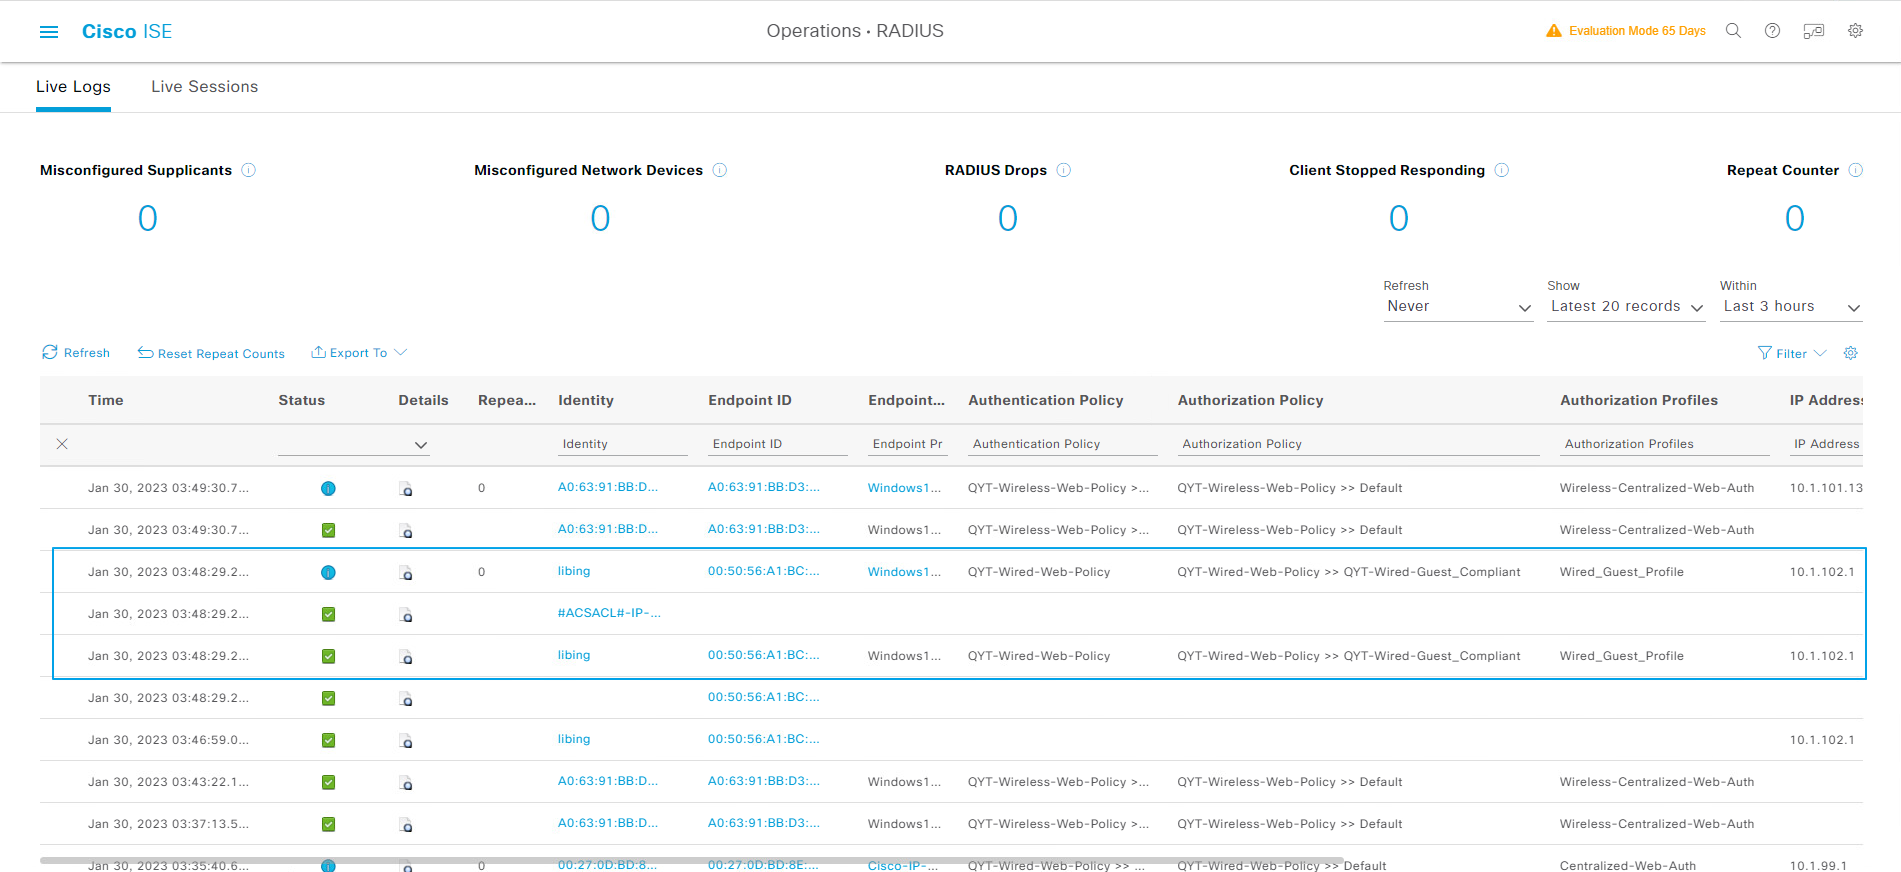 Cisco ISE
Operations · RADIUS
Evaluation Mode 65 Days
Live Logs
Live Sessions
Misconfigured Supplicants
Misconfigured Network Devices
RADIUS Drops
Client Stopped Responding
Repeat Counter
0
0
0
0
0
Refresh
Show
Within
Never
Latest 20 records
Last 3 hours
Refresh
Reset Repeat Counts
Export To
Filter
Time Status Details Repea... Identity Endpoint ID Endpoint... Authentication Policy Authorization Policy Authorization Profiles IP Address
Identity Endpoint ID Endpoint Pr Authentication Policy Authorization Policy Authorization Profiles IP Address
Jan 30, 2023 03:49:30.7... 0 A0:63:91:BB:D... A0:63:91:BB:D3:... Windows1... QYT-Wireless-Web-Policy >... QYT-Wireless-Web-Policy >> Default Wireless-Centralized-Web-Auth 10.1.101.13
Jan 30, 2023 03:49:30.7... A0:63:91:BB:D... A0:63:91:BB:D3:... Windows1... QYT-Wireless-Web-Policy >... QYT-Wireless-Web-Policy >> Default Wireless-Centralized-Web-Auth
Jan 30, 2023 03:48:29.2... 0 libing 00:50:56:A1:BC:... Windows1... QYT-Wired-Web-Policy QYT-Wired-Web-Policy >> QYT-Wired-Guest_Compliant Wired_Guest_Profile 10.1.102.1
Jan 30, 2023 03:48:29.2... #ACSACL#-IP-...
Jan 30, 2023 03:48:29.2... libing 00:50:56:A1:BC:... Windows1... QYT-Wired-Web-Policy QYT-Wired-Web-Policy >> QYT-Wired-Guest_Compliant Wired_Guest_Profile 10.1.102.1
Jan 30, 2023 03:48:29.2... 00:50:56:A1:BC:...
Jan 30, 2023 03:46:59.0... libing 00:50:56:A1:BC:... 10.1.102.1
Jan 30, 2023 03:43:22.1... A0:63:91:BB:D... A0:63:91:BB:D3:... Windows1... QYT-Wireless-Web-Policy >... QYT-Wireless-Web-Policy >> Default Wireless-Centralized-Web-Auth
Jan 30, 2023 03:37:13.5... A0:63:91:BB:D... A0:63:91:BB:D3:... Windows1... QYT-Wireless-Web-Policy >... QYT-Wireless-Web-Policy >> Default Wireless-Centralized-Web-Auth
Jan 30, 2023 03:35:40.6... 0 00:27:0D:BD:8... 00:27:0D:BD:8E:... Cisco-IP-... QYT-Wired-Web-Policy >> ... QYT-Wired-Web-Policy >> Default Centralized-Web-Auth 10.1.99.1